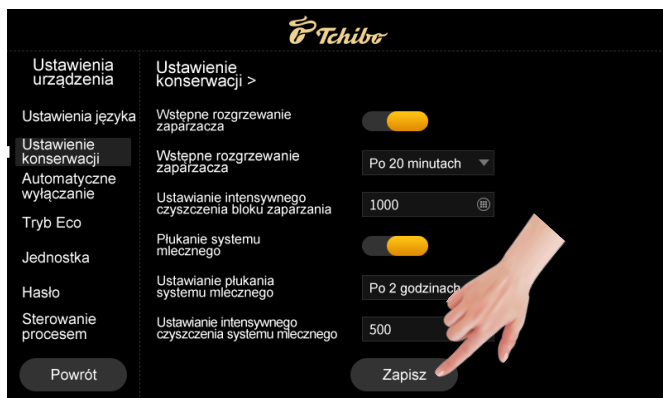 Tchibo
Ustawienia
urządzenia
Ustawienia języka
Ustawienie
konserwacji
Automatyczne
wyłączanie
Tryb Eco
Jednostka
Hasło
Sterowanie
procesem
Powrót
Ustawienie
konserwacji >
Wstępne rozgrzewanie
zaparzacza
Wstępne rozgrzewanie
zaparzacza
Po 20 minutach
Ustawianie intensywnego
czyszczenia bloku zaparzania
1000
Płukanie systemu
mlecznego
Ustawianie płukania
systemu mlecznego
Po 2 godzinach
Ustawianie intensywnego
czyszczenia systemu mlecznego
500
Zapisz